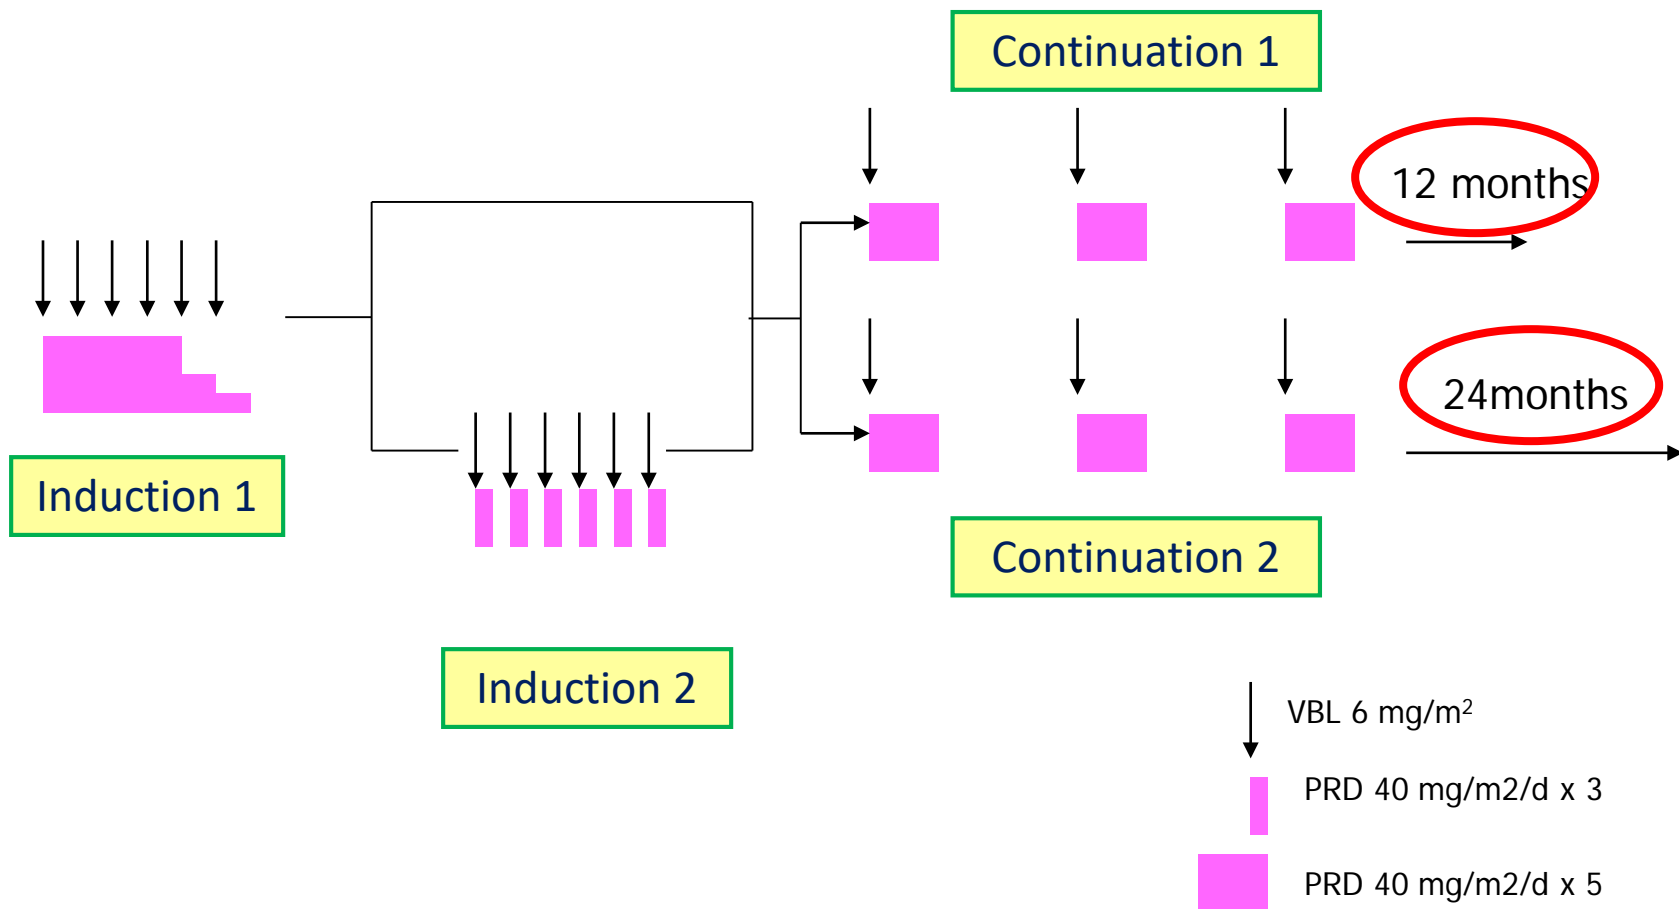 Continuation 1
12 months
24months
Induction 1
Continuation 2
Induction 2
VBL 6 mg/m²
PRD 40 mg/m2/d x 3
PRD 40 mg/m2/d x 5